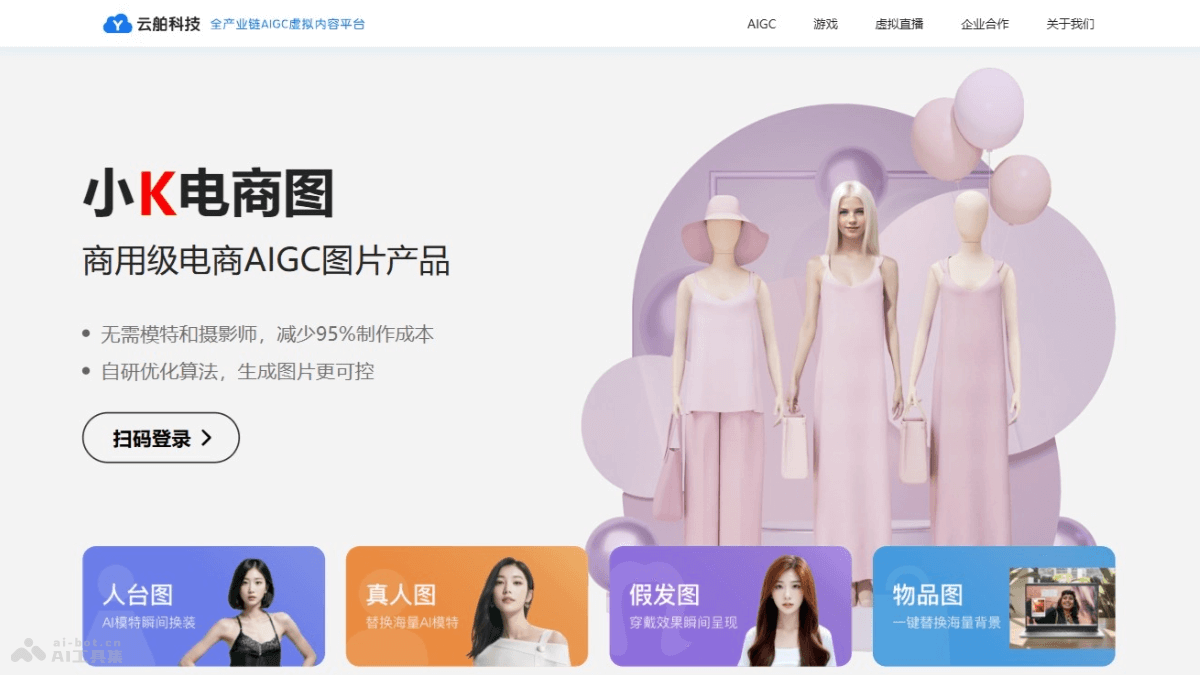 云舶科技 全产业链AIGC虚拟内容平台
AIGC 游戏 虚拟直播 企业合作 关于我们
小K电商图
商用级电商AIGC图片产品
无需模特和摄影师，减少95%制作成本
自研优化算法，生成图片更可控
扫码登录
人台图
AI模特瞬间换装
真人图
替换海量AI模特
假发图
穿戴效果瞬间呈现
物品图
一键替换海量背景
ai-bot.cn
AI工具集